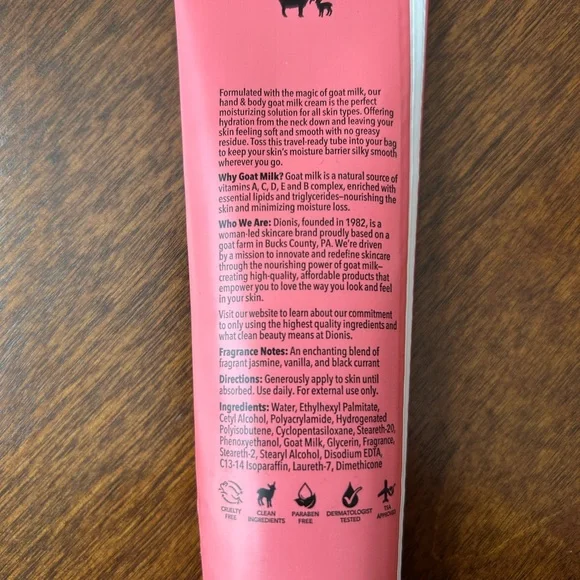 Formulated with the magic of goat milk, our
hand & body goat milk cream is the perfect
moisturizing solution for all skin types. Offering
hydration from the neck down and leaving your
skin feeling soft and smooth with no greasy
residue. Toss this travel-ready tube into your bag
to keep your skin's moisture barrier silky smooth
wherever you go.
Why Goat Milk? Goat milk is a natural source of
vitamins A, C, D, E and B complex, enriched with
essential lipids and triglycerides—nourishing the
skin and minimizing moisture loss.
Who We Are: Dionis, founded in 1982, is a
woman-led skincare brand proudly based on a
goat farm in Bucks County, PA. We're driven
by a mission to innovate and redefine skincare
through the nourishing power of goat milk—
creating high-quality, affordable products that
empower you to love the way you look and feel
in your skin.
Visit our website to learn about our commitment
to only using the highest quality ingredients and
what clean beauty means at Dionis.
Fragrance Notes: An enchanting blend of
fragrant jasmine, vanilla, and black currant
Directions: Generously apply to skin until
absorbed. Use daily. For external use only.
Ingredients: Water, Ethylhexyl Palmitate,
Cetyl Alcohol, Polyacrylamide, Hydrogenated
Polyisobutene, Cyclopentasiloxane, Steareth-20,
Phenoxyethanol, Goat Milk, Glycerin, Fragrance,
Steareth-2, Stearyl Alcohol, Disodium EDTA,
C13-14 Isoparaffin, Laureth-7, Dimethicone
CRUELTY
FREE
CLEAN
INGREDIENTS
PARABEN
FREE
DERMATOLOGIST
TESTED
TSA
APPROVED